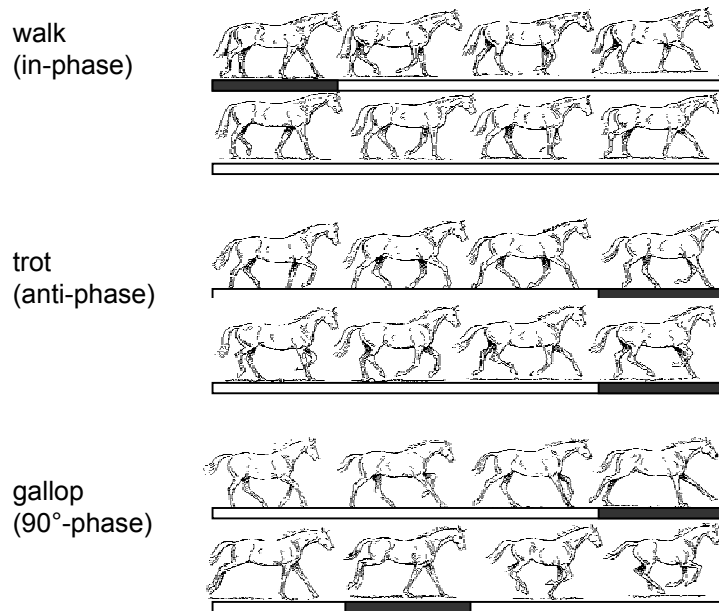 walk
(in-phase)
trot
(anti-phase)
gallop
(90°-phase)